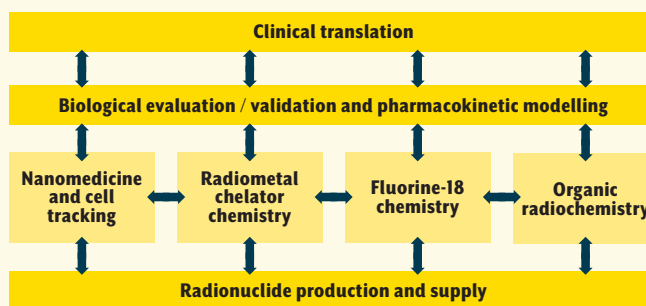 Clinical translation
Biological evaluation / validation and pharmacokinetic modelling
Nanomedicine
and cell
tracking
Radiometal
chelator
chemistry
Fluorine-18
chemistry
Organic
radiochemistry
Radionuclide production and supply